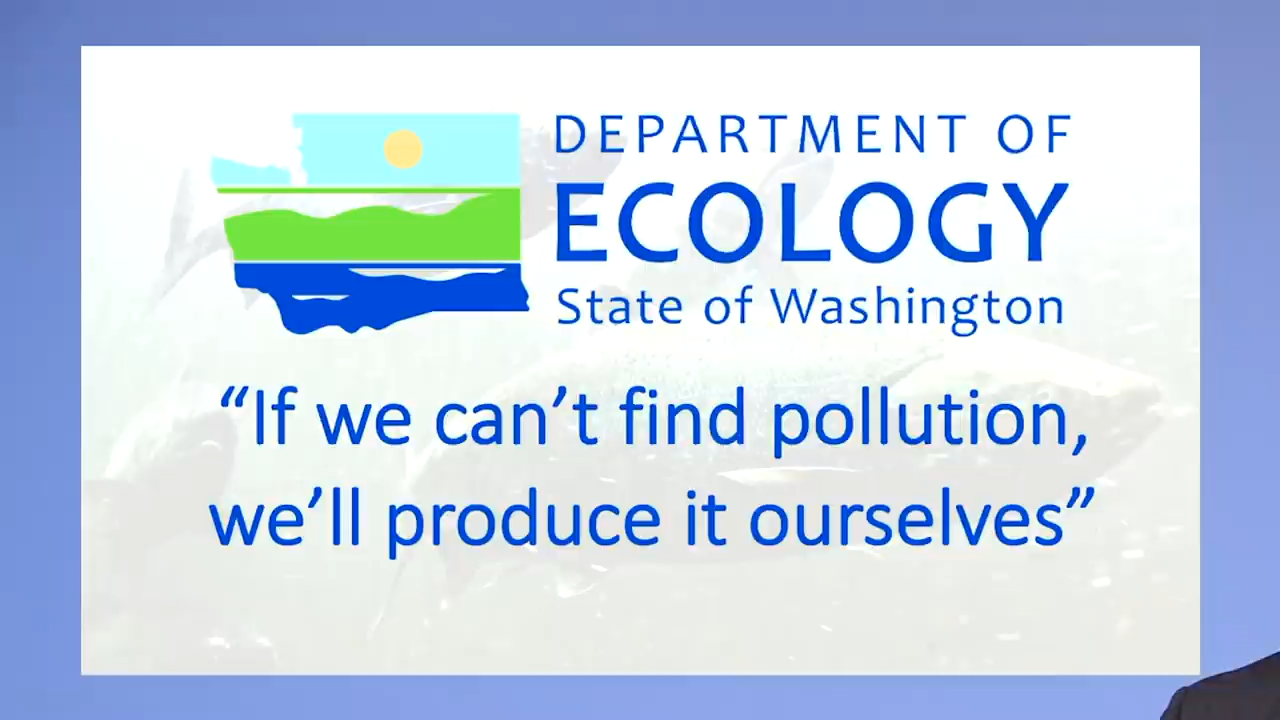 DEPARTMENT OF
ECOLOGY
State of Washington
“If we can’t find pollution,
we’ll produce it ourselves”